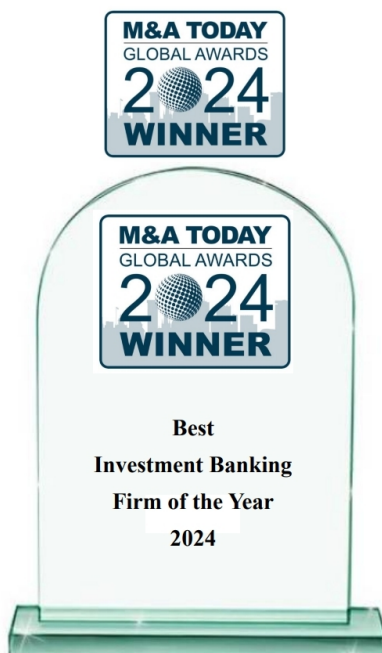 M&A TODAY
GLOBAL AWARDS
2024
WINNER
M&A TODAY
GLOBAL AWARDS
2024
WINNER
Best
Investment Banking
Firm of the Year
2024